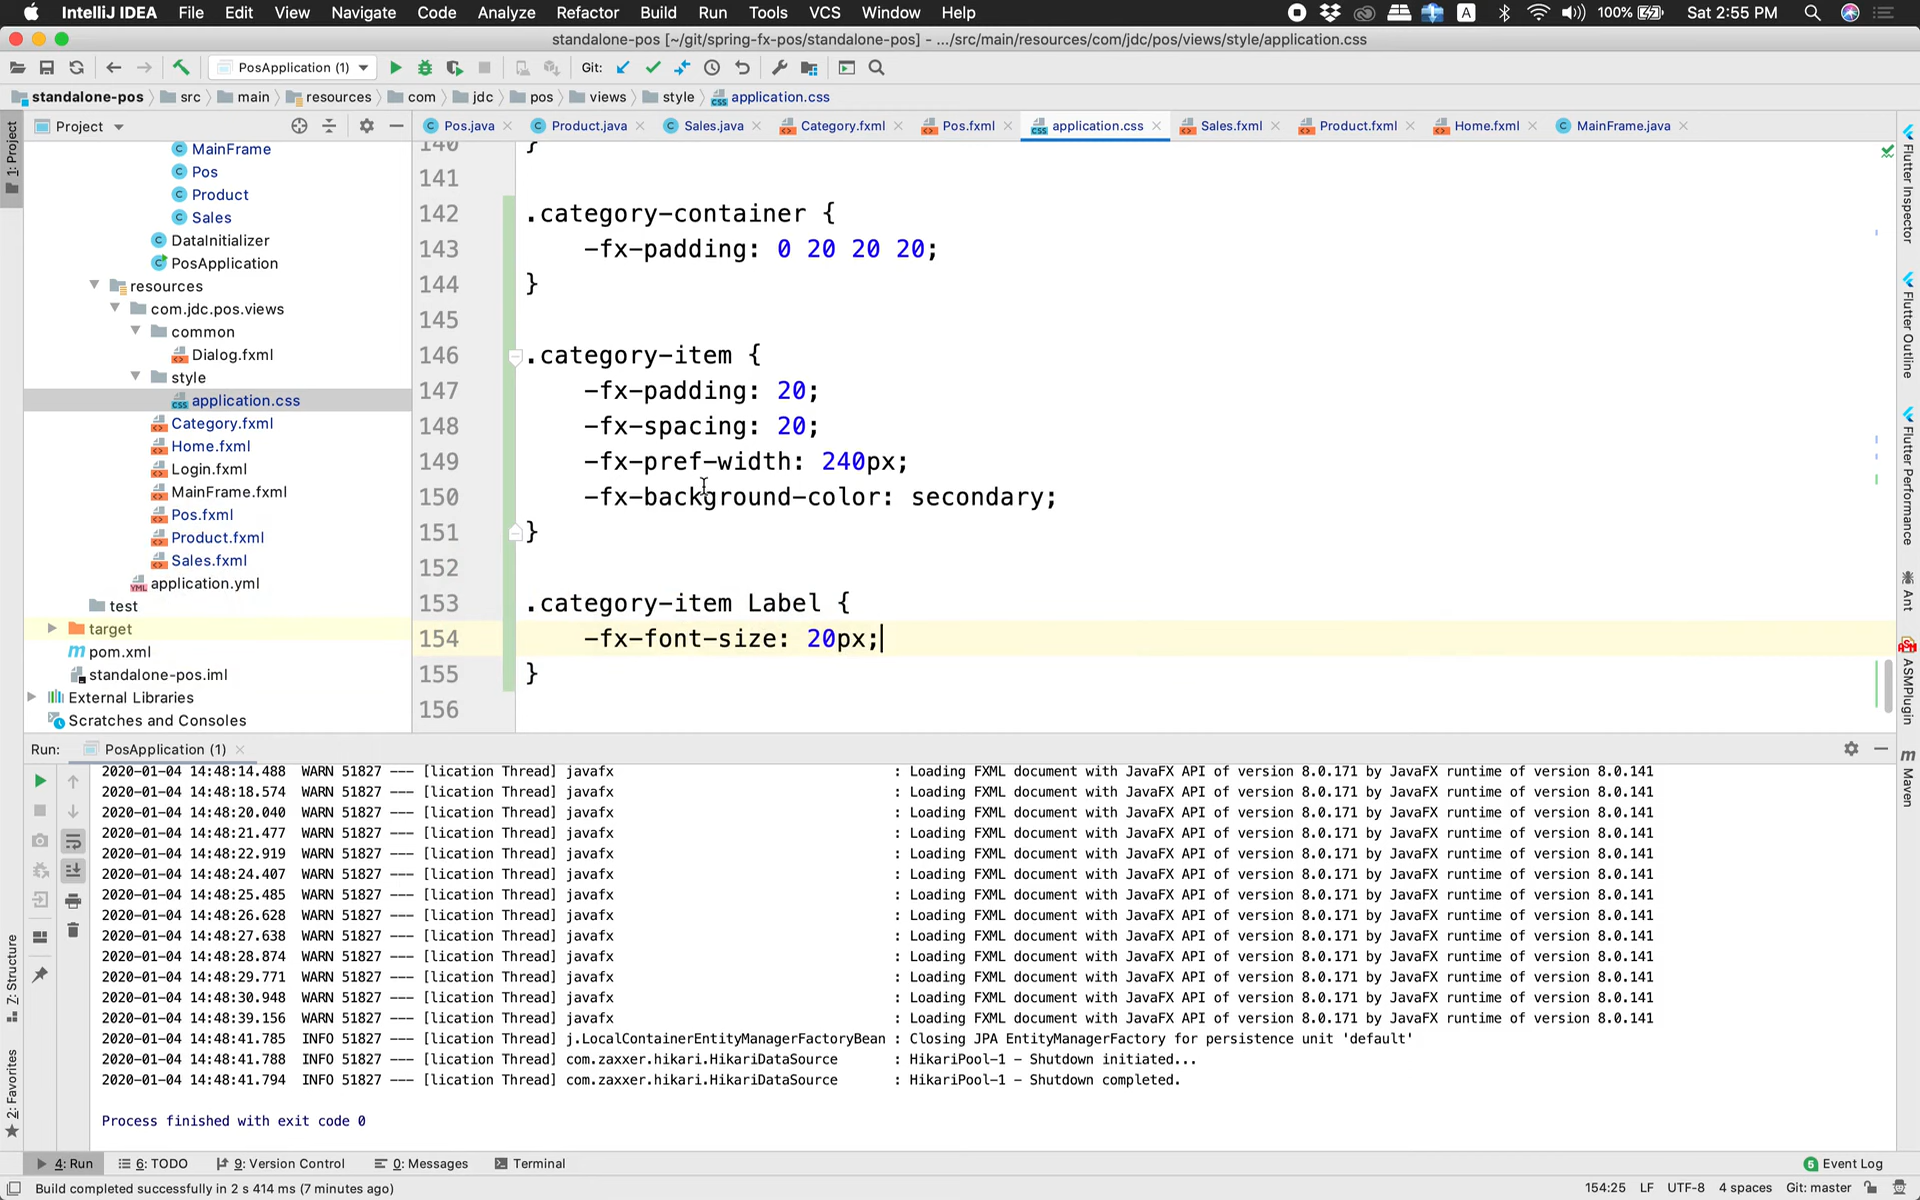 IntelliJ IDEA File Edit View Navigate Code Analyze Refactor Build Run Tools VCS Window Help 100% Sat 2:55 PM
standalone-pos [~/git/spring-fx-pos/standalone-pos] - .../src/main/resources/com/jdc/pos/views/style/application.css
PosApplication (1) Git:
standalone-pos src main resources com jdc pos views style application.css
Project
Pos.java Product.java Sales.java Category.fxml Pos.fxml application.css Sales.fxml Product.fxml Home.fxml MainFrame.java
MainFrame
Pos
Product
Sales
DataInitializer
PosApplication
resources
com.jdc.pos.views
common
Dialog.fxml
style
application.css
Category.fxml
Home.fxml
Login.fxml
MainFrame.fxml
Pos.fxml
Product.fxml
Sales.fxml
application.yml
test
target
pom.xml
standalone-pos.iml
External Libraries
Scratches and Consoles
140 }
141
142 .category-container {
143 -fx-padding: 0 20 20 20;
144 }
145
146 .category-item {
147 -fx-padding: 20;
148 -fx-spacing: 20;
149 -fx-pref-width: 240px;
150 -fx-background-color: secondary;
151 }
152
153 .category-item Label {
154 -fx-font-size: 20px;
155 }
156
1: Project
Z: Structure
2: Favorites
Flutter Inspector
Flutter Outline
Flutter Performance
Ant
ASMPlugin
Maven
Run: PosApplication (1)
2020-01-04 14:48:14.488 WARN 51827 --- [lication Thread] javafx : Loading FXML document with JavaFX API of version 8.0.171 by JavaFX runtime of version 8.0.141
2020-01-04 14:48:18.574 WARN 51827 --- [lication Thread] javafx : Loading FXML document with JavaFX API of version 8.0.171 by JavaFX runtime of version 8.0.141
2020-01-04 14:48:20.040 WARN 51827 --- [lication Thread] javafx : Loading FXML document with JavaFX API of version 8.0.171 by JavaFX runtime of version 8.0.141
2020-01-04 14:48:21.477 WARN 51827 --- [lication Thread] javafx : Loading FXML document with JavaFX API of version 8.0.171 by JavaFX runtime of version 8.0.141
2020-01-04 14:48:22.919 WARN 51827 --- [lication Thread] javafx : Loading FXML document with JavaFX API of version 8.0.171 by JavaFX runtime of version 8.0.141
2020-01-04 14:48:24.407 WARN 51827 --- [lication Thread] javafx : Loading FXML document with JavaFX API of version 8.0.171 by JavaFX runtime of version 8.0.141
2020-01-04 14:48:25.485 WARN 51827 --- [lication Thread] javafx : Loading FXML document with JavaFX API of version 8.0.171 by JavaFX runtime of version 8.0.141
2020-01-04 14:48:26.628 WARN 51827 --- [lication Thread] javafx : Loading FXML document with JavaFX API of version 8.0.171 by JavaFX runtime of version 8.0.141
2020-01-04 14:48:27.638 WARN 51827 --- [lication Thread] javafx : Loading FXML document with JavaFX API of version 8.0.171 by JavaFX runtime of version 8.0.141
2020-01-04 14:48:28.874 WARN 51827 --- [lication Thread] javafx : Loading FXML document with JavaFX API of version 8.0.171 by JavaFX runtime of version 8.0.141
2020-01-04 14:48:29.771 WARN 51827 --- [lication Thread] javafx : Loading FXML document with JavaFX API of version 8.0.171 by JavaFX runtime of version 8.0.141
2020-01-04 14:48:30.948 WARN 51827 --- [lication Thread] javafx : Loading FXML document with JavaFX API of version 8.0.171 by JavaFX runtime of version 8.0.141
2020-01-04 14:48:39.156 WARN 51827 --- [lication Thread] javafx : Loading FXML document with JavaFX API of version 8.0.171 by JavaFX runtime of version 8.0.141
2020-01-04 14:48:41.785 INFO 51827 --- [lication Thread] j.LocalContainerEntityManagerFactoryBean : Closing JPA EntityManagerFactory for persistence unit 'default'
2020-01-04 14:48:41.788 INFO 51827 --- [lication Thread] com.zaxxer.hikari.HikariDataSource : HikariPool-1 - Shutdown initiated...
2020-01-04 14:48:41.794 INFO 51827 --- [lication Thread] com.zaxxer.hikari.HikariDataSource : HikariPool-1 - Shutdown completed.
Process finished with exit code 0
4: Run 6: TODO 9: Version Control 0: Messages Terminal 5 Event Log
Build completed successfully in 2 s 414 ms (7 minutes ago) 154:25 LF UTF-8 4 spaces Git: master